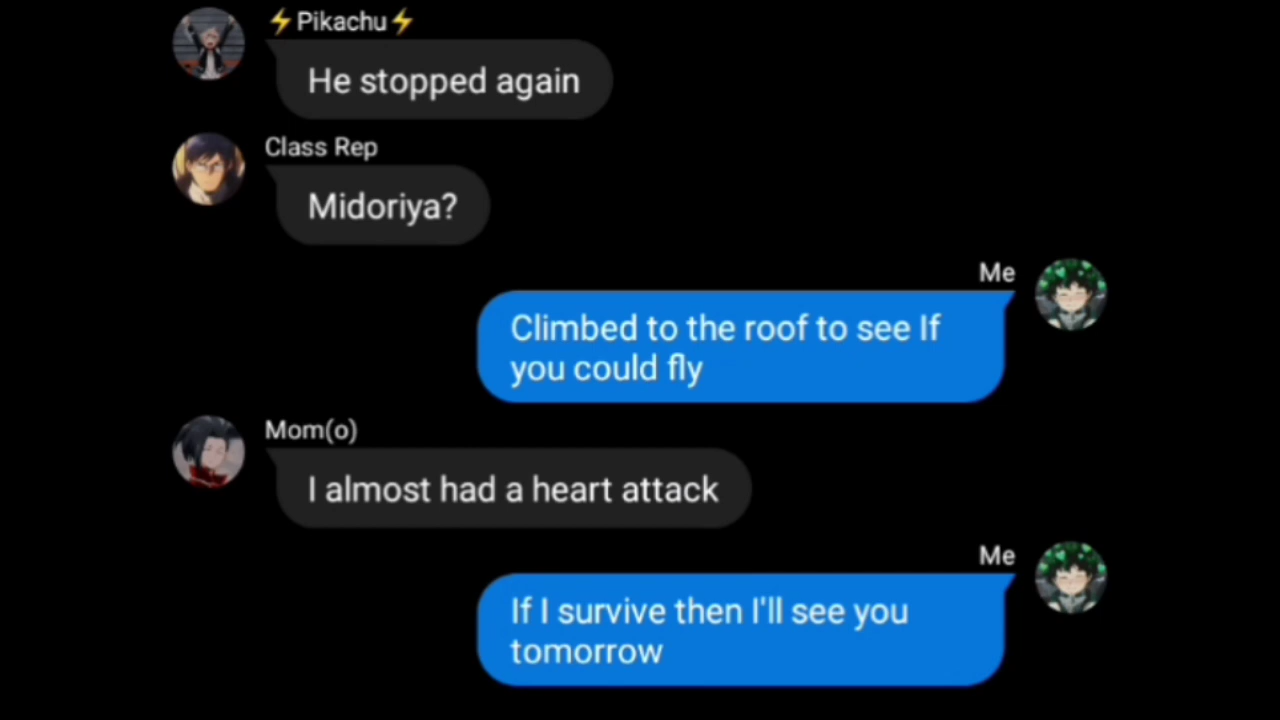 ⚡Pikachu⚡
He stopped again
Class Rep
Midoriya?
Me
Climbed to the roof to see If
you could fly
Mom(o)
I almost had a heart attack
Me
If I survive then I'll see you
tomorrow